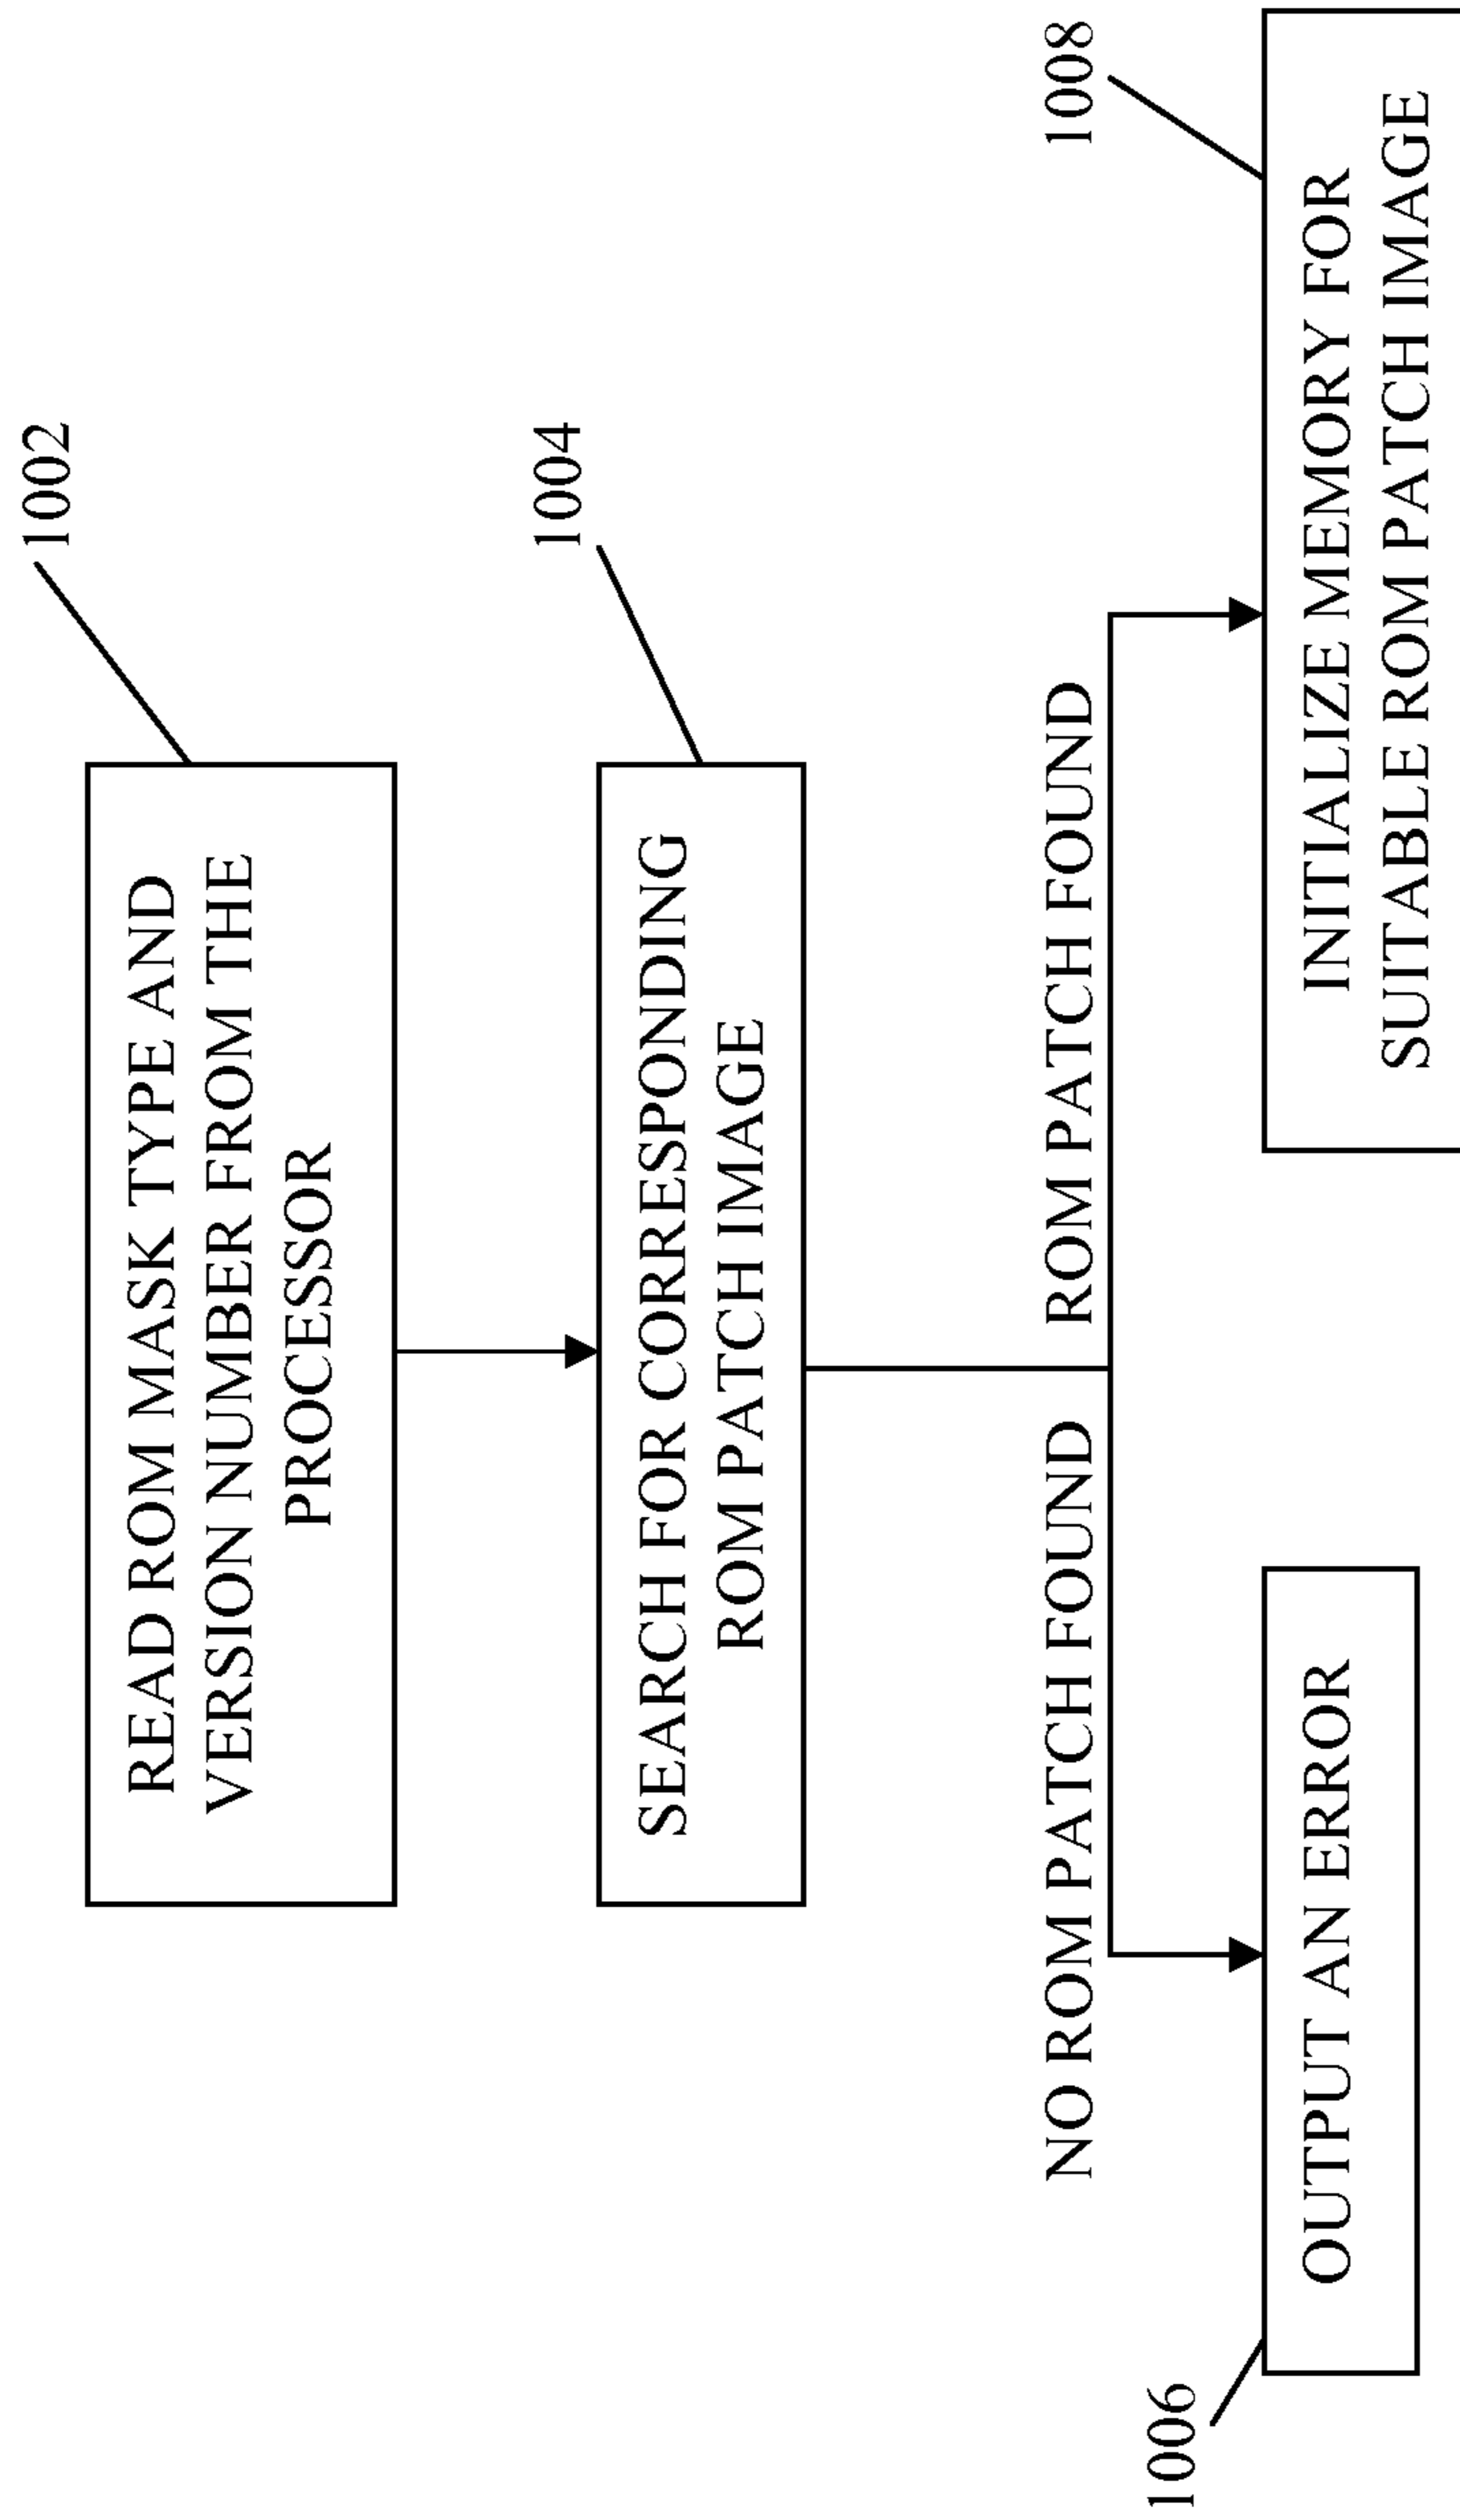 1002
READ ROM MASK TYPE AND
VERSION NUMBER FROM THE
PROCESSOR
1004
SEARCH FOR CORRESPONDING
ROM PATCH IMAGE
NO ROM PATCH FOUND
ROM PATCH FOUND
1006
OUTPUT AN ERROR
1008
INITIALIZE MEMORY FOR
SUITABLE ROM PATCH IMAGE